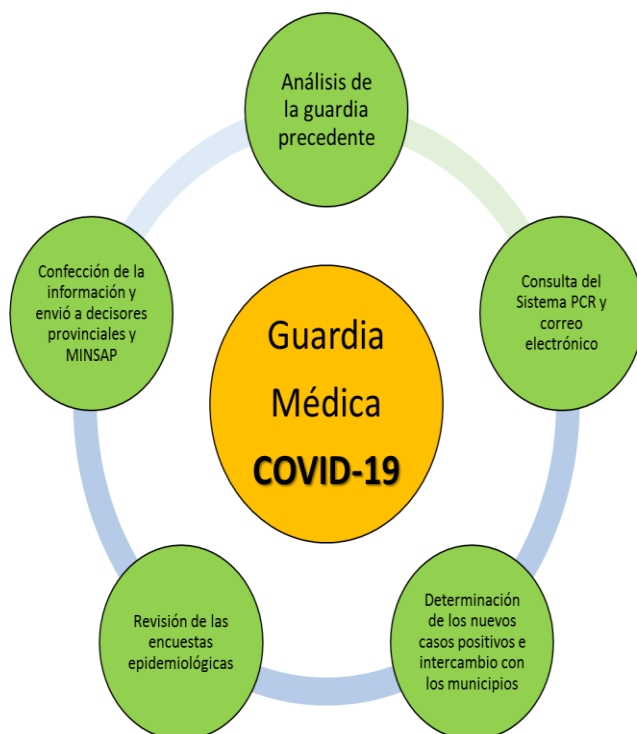 Análisis de
la guardia
precedente
Consulta del
Sistema PCR y
correo
electrónico
Determinación
de los nuevos
casos positivos e
intercambio con
los municipios
Revisión de las
encuestas
epidemiológicas
Confección de la
información y
envió a decisores
provinciales y
MINSAP
Guardia
Médica
COVID-19